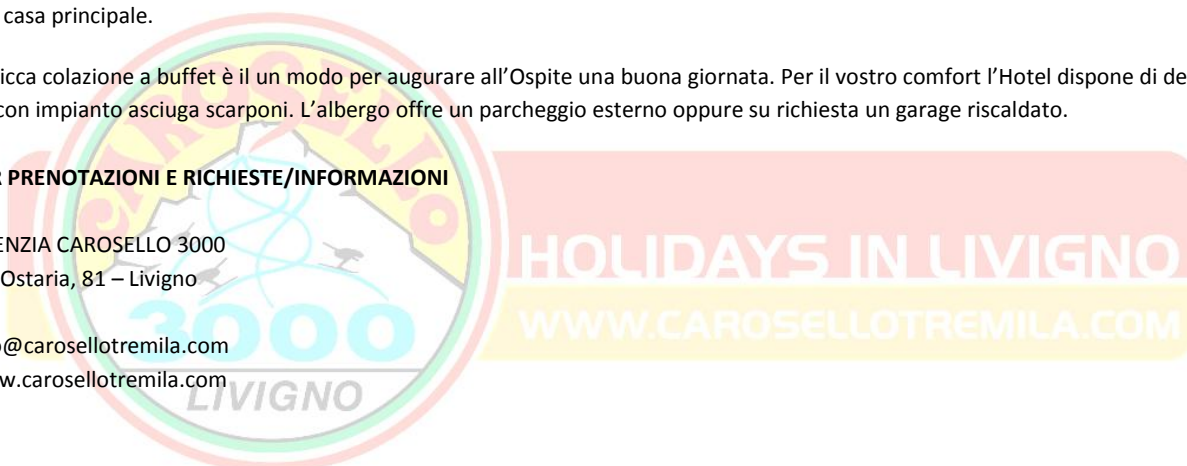 casa principale.
icca colazione a buffet è il un modo per augurare all’Ospite una buona giornata. Per il vostro comfort l’Hotel dispone di de
con impianto asciuga scarponi. L’albergo offre un parcheggio esterno oppure su richiesta un garage riscaldato.
R PRENOTAZIONI E RICHIESTE/INFORMAZIONI
ENZIA CAROSELLO 3000
Ostaria, 81 – Livigno
o@carosellotremila.com
w.carosellotremila.com
CAROSELLO
3000
LIVIGNO
HOLIDAYS IN LIVIGNO
WWW.CAROSELLOTREMILA.COM